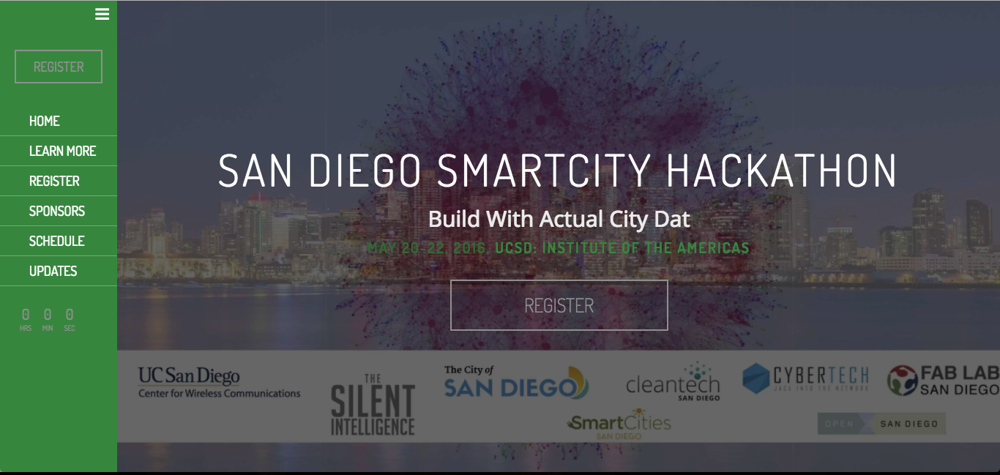 REGISTER
HOME
LEARN MORE
REGISTER
SPONSORS
SCHEDULE
UPDATES
0 0 0
HRS MIN SEC
SAN DIEGO SMARTCITY HACKATHON
Build With Actual City Dat
MAY 20-22, 2016, UCSD: INSTITUTE OF THE AMERICAS
REGISTER
UC San Diego
Center for Wireless Communications
THE
SILENT
INTELLIGENCE
The City of
SAN DIEGO
cleantech
SAN DIEGO
CYBERTECH
JACK INTO THE NETWORK
FAB LAB
SAN DIEGO
SmartCities
SAN DIEGO
OPEN SAN DIEGO